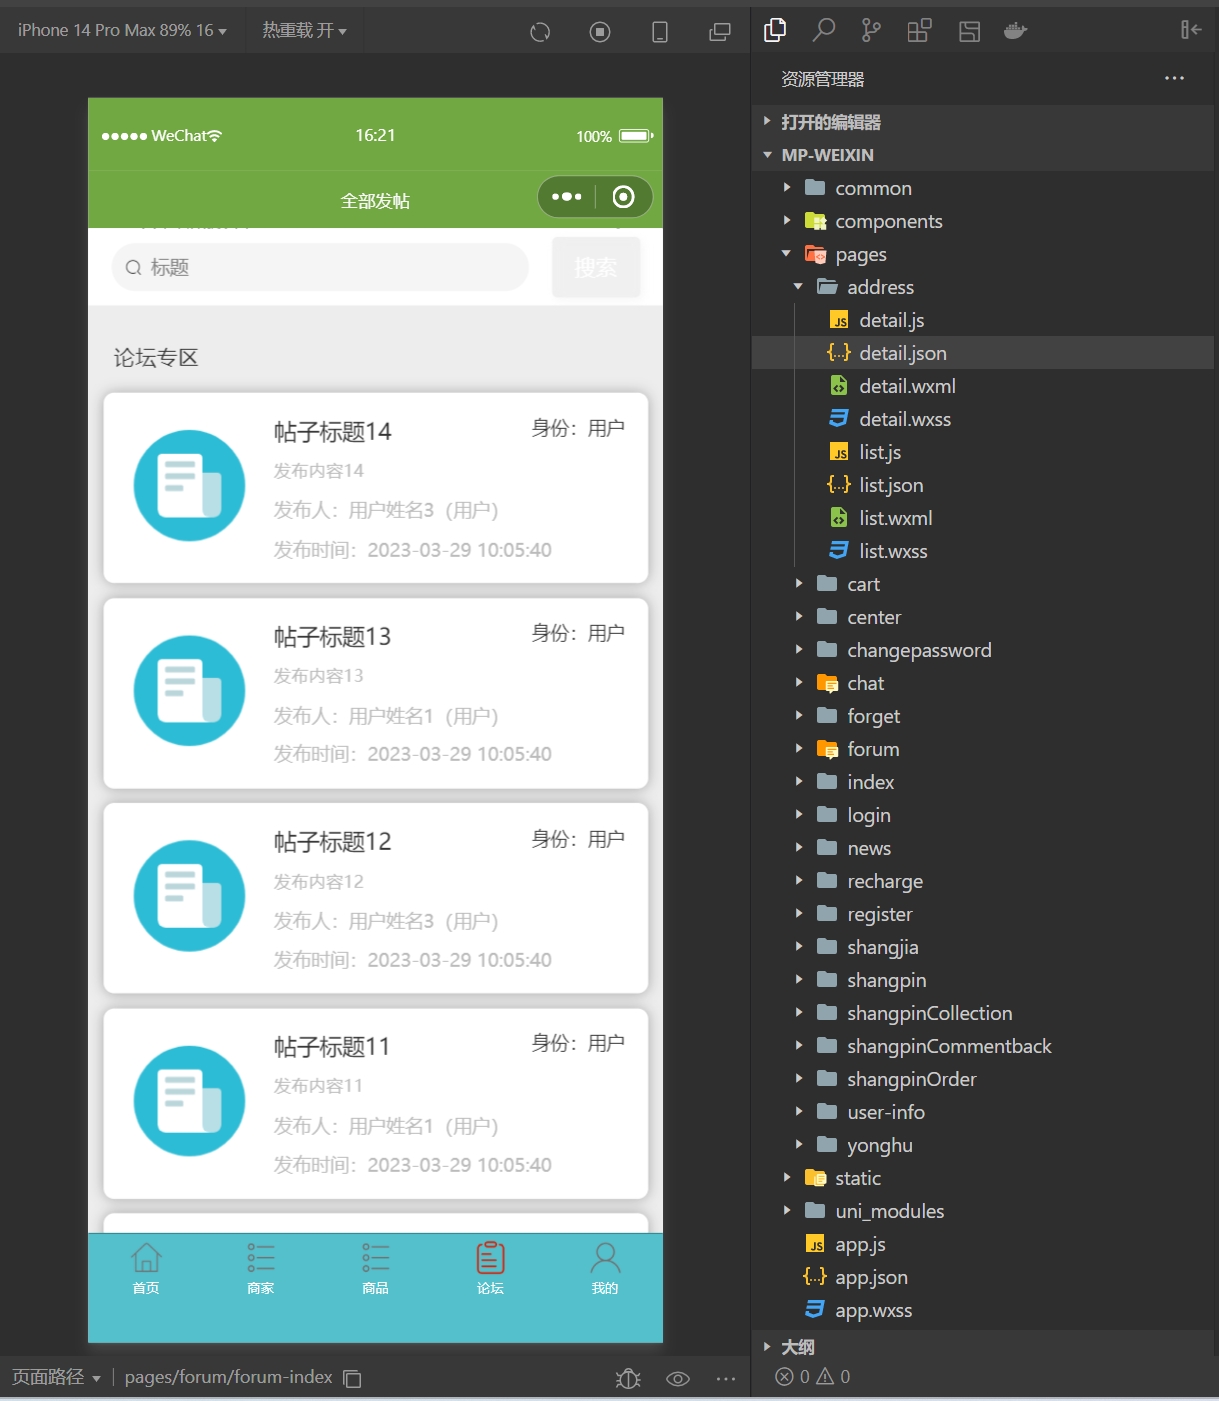 iPhone 14 Pro Max 89% 16
热重载 开
WeChat
16:21
100%
全部发帖
标题
搜索
论坛专区
帖子标题14
身份：用户
发布内容14
发布人：用户姓名3（用户）
发布时间：2023-03-29 10:05:40
帖子标题13
身份：用户
发布内容13
发布人：用户姓名1（用户）
发布时间：2023-03-29 10:05:40
帖子标题12
身份：用户
发布内容12
发布人：用户姓名3（用户）
发布时间：2023-03-29 10:05:40
帖子标题11
身份：用户
发布内容11
发布人：用户姓名1（用户）
发布时间：2023-03-29 10:05:40
首页
商家
商品
论坛
我的
页面路径
pages/forum/forum-index
资源管理器
打开的编辑器
MP-WEIXIN
common
components
pages
address
detail.js
detail.json
detail.wxml
detail.wxss
list.js
list.json
list.wxml
list.wxss
cart
center
changepassword
chat
forget
forum
index
login
news
recharge
register
shangjia
shangpin
shangpinCollection
shangpinCommentback
shangpinOrder
user-info
yonghu
static
uni_modules
app.js
app.json
app.wxss
大纲
0
0